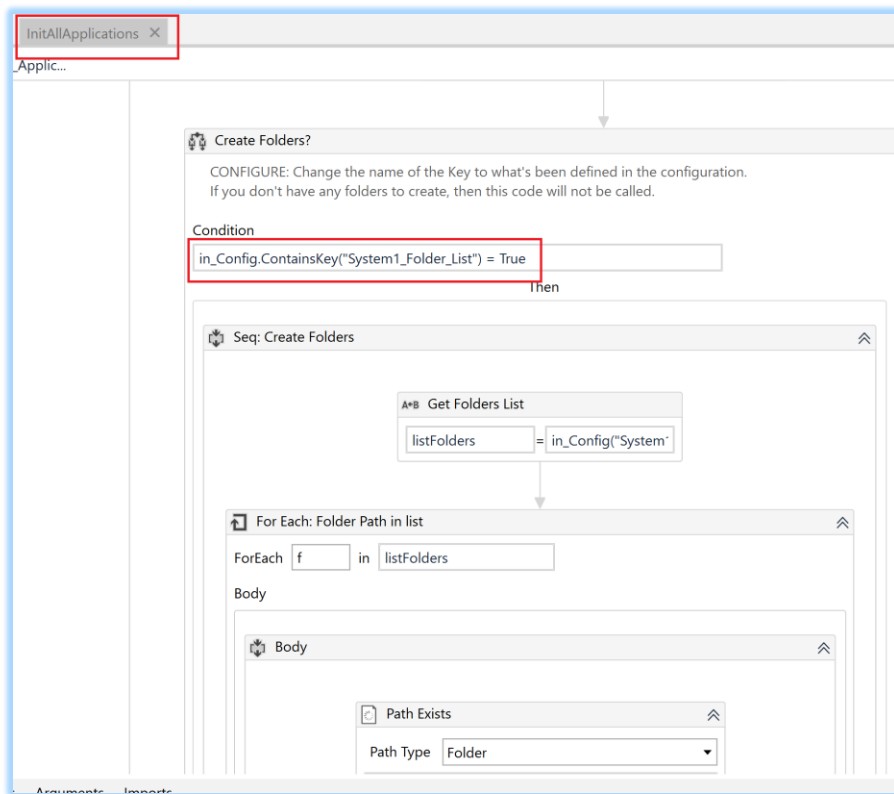 InitAllApplications ×
_Applic...
Create Folders?
CONFIGURE: Change the name of the Key to what's been defined in the configuration.
If you don't have any folders to create, then this code will not be called.
Condition
in_Config.ContainsKey("System1_Folder_List") = True
Then
Seq: Create Folders
A+B Get Folders List
listFolders = in_Config("System
For Each: Folder Path in list
ForEach f in listFolders
Body
Body
Path Exists
Path Type Folder
Arguments Imports